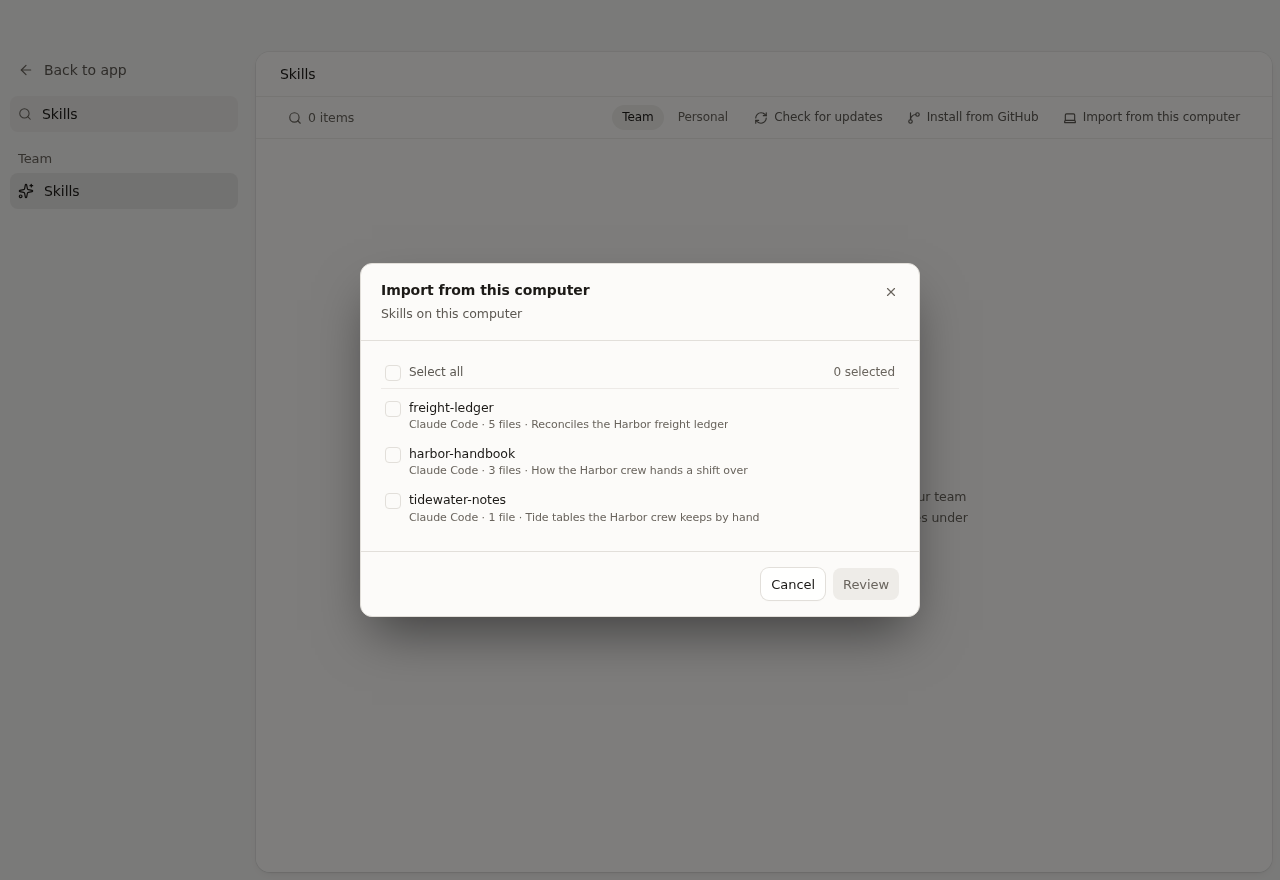 Back to app
Skills
Team
Skills
Skills
0 items
Team
Personal
Check for updates
Install from GitHub
Import from this computer
Import from this computer
Skills on this computer
Select all
0 selected
freight-ledger
Claude Code · 5 files · Reconciles the Harbor freight ledger
harbor-handbook
Claude Code · 3 files · How the Harbor crew hands a shift over
tidewater-notes
Claude Code · 1 file · Tide tables the Harbor crew keeps by hand
team
under
Cancel
Review